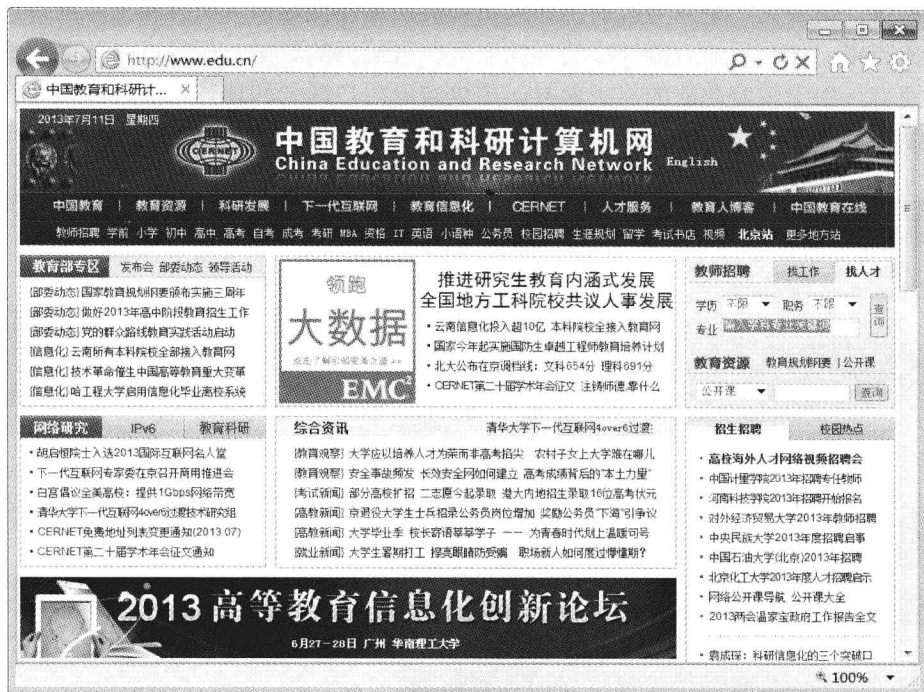 http://www.edu.cn/
中国教育和科研计...
2013年7月11日 星期四
CERNET
中国教育和科研计算机网
China Education and Research Network
English
中国教育 | 教育资源 | 科研发展 | 下一代互联网 | 教育信息化 | CERNET | 人才服务 | 教育人博客 | 中国教育在线
教师招聘 学前 小学 初中 高中 高考 自考 成考 考研 MBA 资格 IT 英语 小语种 公务员 校园招聘 生涯规划 留学 考试书店 视频 北京站 更多地方站
教育部专区 发布会 部委动态 领导活动
[部委动态] 国家教育规划纲要颁布实施三周年
[部委动态] 做好2013年高中阶段教育招生工作
[部委动态] 党的群众路线教育实践活动启动
[信息化] 云南所有本科院校全部接入教育网
[信息化] 技术革命催生中国高等教育重大变革
[信息化] 哈工程大学启用信息化毕业离校系统
领跑
大数据
点击了解引领变革之道 >>
EMC²
推进研究生教育内涵式发展
全国地方工科院校共议人事发展
· 云南信息化投入超10亿 本科院校全接入教育网
· 国家今年起实施国防生卓越工程师教育培养计划
· 北大公布在京调档线：文科654分 理科691分
· CERNET第二十届学术年会征文 注铸师德靠什么
教师招聘 找工作 找人才
学历 不限 职务 不限
专业 输入学科专业关键词
查询
教育资源 教育规划纲要 | 公开课
公开课 查询
网络研究 IPv6 教育科研
· 胡启恒院士入选2013国际互联网名人堂
· 下一代互联网专家委在京召开商用推进会
· 白宫倡议全美高校：提供1Gbps网络带宽
· 清华大学下一代互联网4over6过渡技术研究组
· CERNET免费地址列表变更通知(2013.07)
· CERNET第二十届学术年会征文通知
综合资讯 清华大学下一代互联网4over6过渡:
[教育观察] 大学应以培养人才为荣而非高考掐尖 农村子女上大学难在哪儿
[教育观察] 安全事故频发 长效安全网如何建立 高考成绩背后的"本土力量"
[考试新闻] 部分高校扩招 二志愿今起录取 港大内地招生录取16位高考状元
[高教新闻] 京退役大学生士兵招录公务员岗位增加 奖励公务员"下海"引争议
[高教新闻] 大学毕业季 校长寄语莘莘学子 －－ 为青春时代划上温暖句号
[就业新闻] 大学生暑期打工 擦亮眼睛防受骗 职场新人如何度过懵懂期？
招生招聘 校园热点
· 高校海外人才网络视频招聘会
· 中国计量学院2013年招聘专任教师
· 河南科技学院2013年招聘开始报名
· 对外经济贸易大学2013年教师招聘
· 中央民族大学2013年度招聘启事
· 中国石油大学(北京)2013年招聘
· 北京化工大学2013年度人才招聘启示
· 网络公开课导航 公开课大全
· 2013两会温家宝政府工作报告全文
· 袁成琛：科研信息化的三个突破口
2013 高等教育信息化创新论坛
6月27－28日 广州 华南理工大学
100%